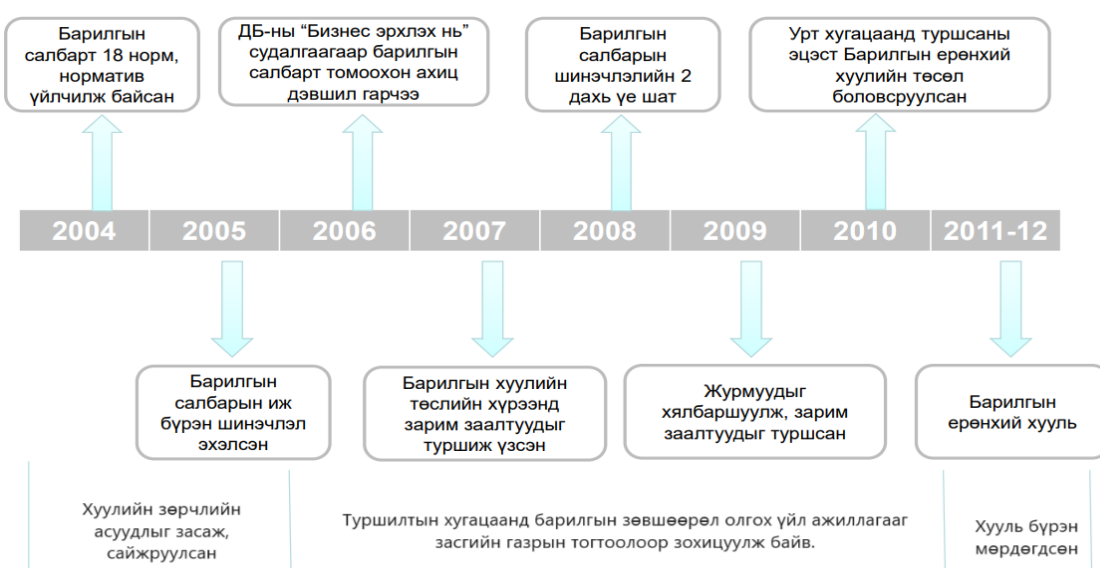 Барилгын
салбарт 18 норм,
норматив
үйлчилж байсан
ДБ-ны “Бизнес эрхлэх нь”
судалгаагаар барилгын
салбарт томоохон ахиц
дэвшил гарчээ
Барилгын
салбарын
шинэчлэлийн 2
дахь үе шат
Урт хугацаанд туршсаны
эцэст Барилгын ерөнхий
хуулийн төсөл
боловсруулсан
2004 2005 2006 2007 2008 2009 2010 2011-12
Барилгын
салбарын иж
бүрэн шинэчлэл
эхэлсэн
Барилгын хуулийн
төслийн хүрээнд
зарим заалтуудыг
туршиж үзсэн
Журмуудыг
хялбаршуулж, зарим
заалтуудыг туршсан
Барилгын
ерөнхий хууль
Хуулийн зөрчлийн
асуудлыг засаж,
сайжруулсан
Туршилтын хугацаанд барилгын зөвшөөрөл олгох үйл ажиллагааг
засгийн газрын тогтоолоор зохицуулж байв.
Хууль бүрэн
мөрдөгдсөн